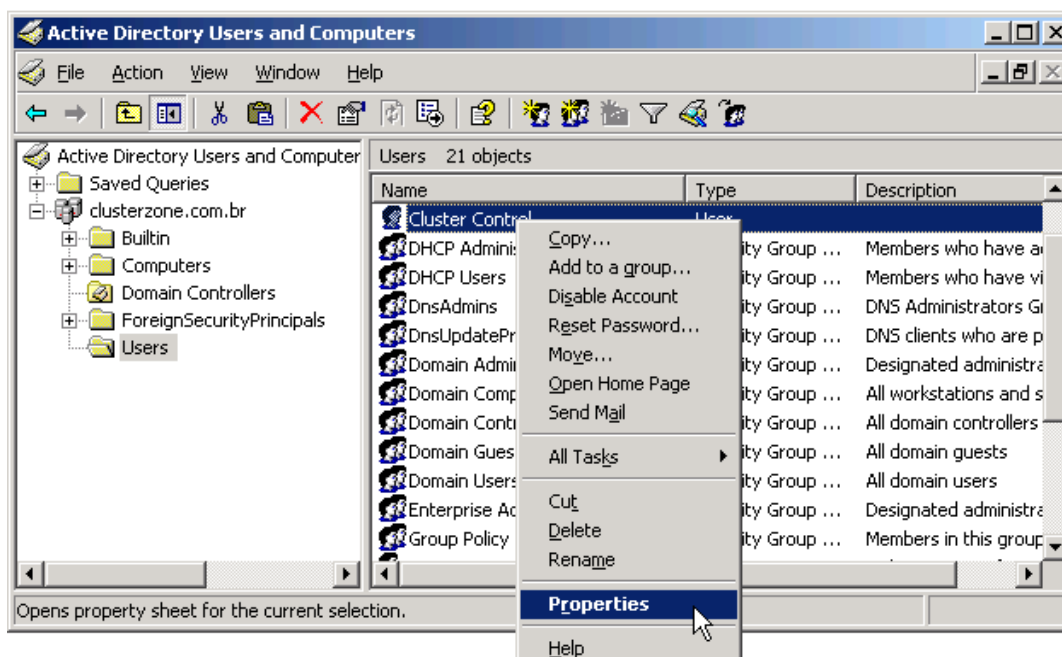 Active Directory Users and Computers
File Action View Window Help
Active Directory Users and Computer
Saved Queries
clusterzone.com.br
Builtin
Computers
Domain Controllers
ForeignSecurityPrincipals
Users
Users 21 objects
Name Type Description
Cluster Control User
DHCP Adminis ity Group ... Members who have a
DHCP Users ity Group ... Members who have vi
DnsAdmins ity Group ... DNS Administrators G
DnsUpdatePr ity Group ... DNS clients who are p
Domain Admi ity Group ... Designated administra
Domain Comp ity Group ... All workstations and s
Domain Contr ity Group ... All domain controllers
Domain Gues ity Group ... All domain guests
Domain Users ity Group ... All domain users
Enterprise Ad ity Group ... Designated administra
Group Policy ity Group ... Members in this group
Copy...
Add to a group...
Disable Account
Reset Password...
Move...
Open Home Page
Send Mail
All Tasks
Cut
Delete
Rename
Properties
Help
Opens property sheet for the current selection.